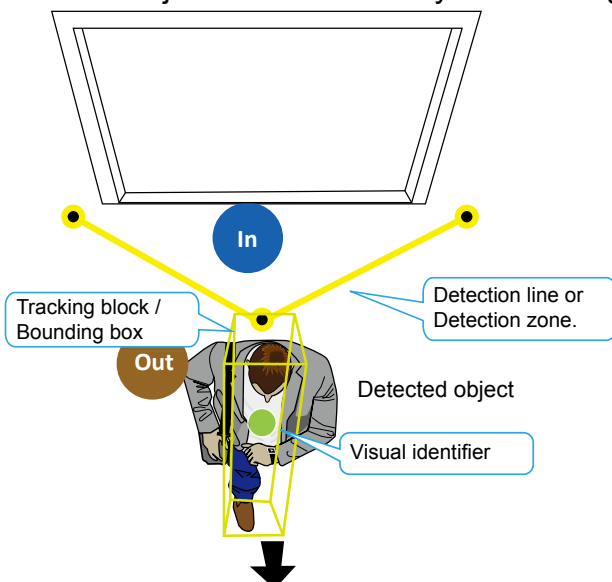 In
Tracking block /
Bounding box
Detection line or
Detection zone.
Out
Detected object
Visual identifier